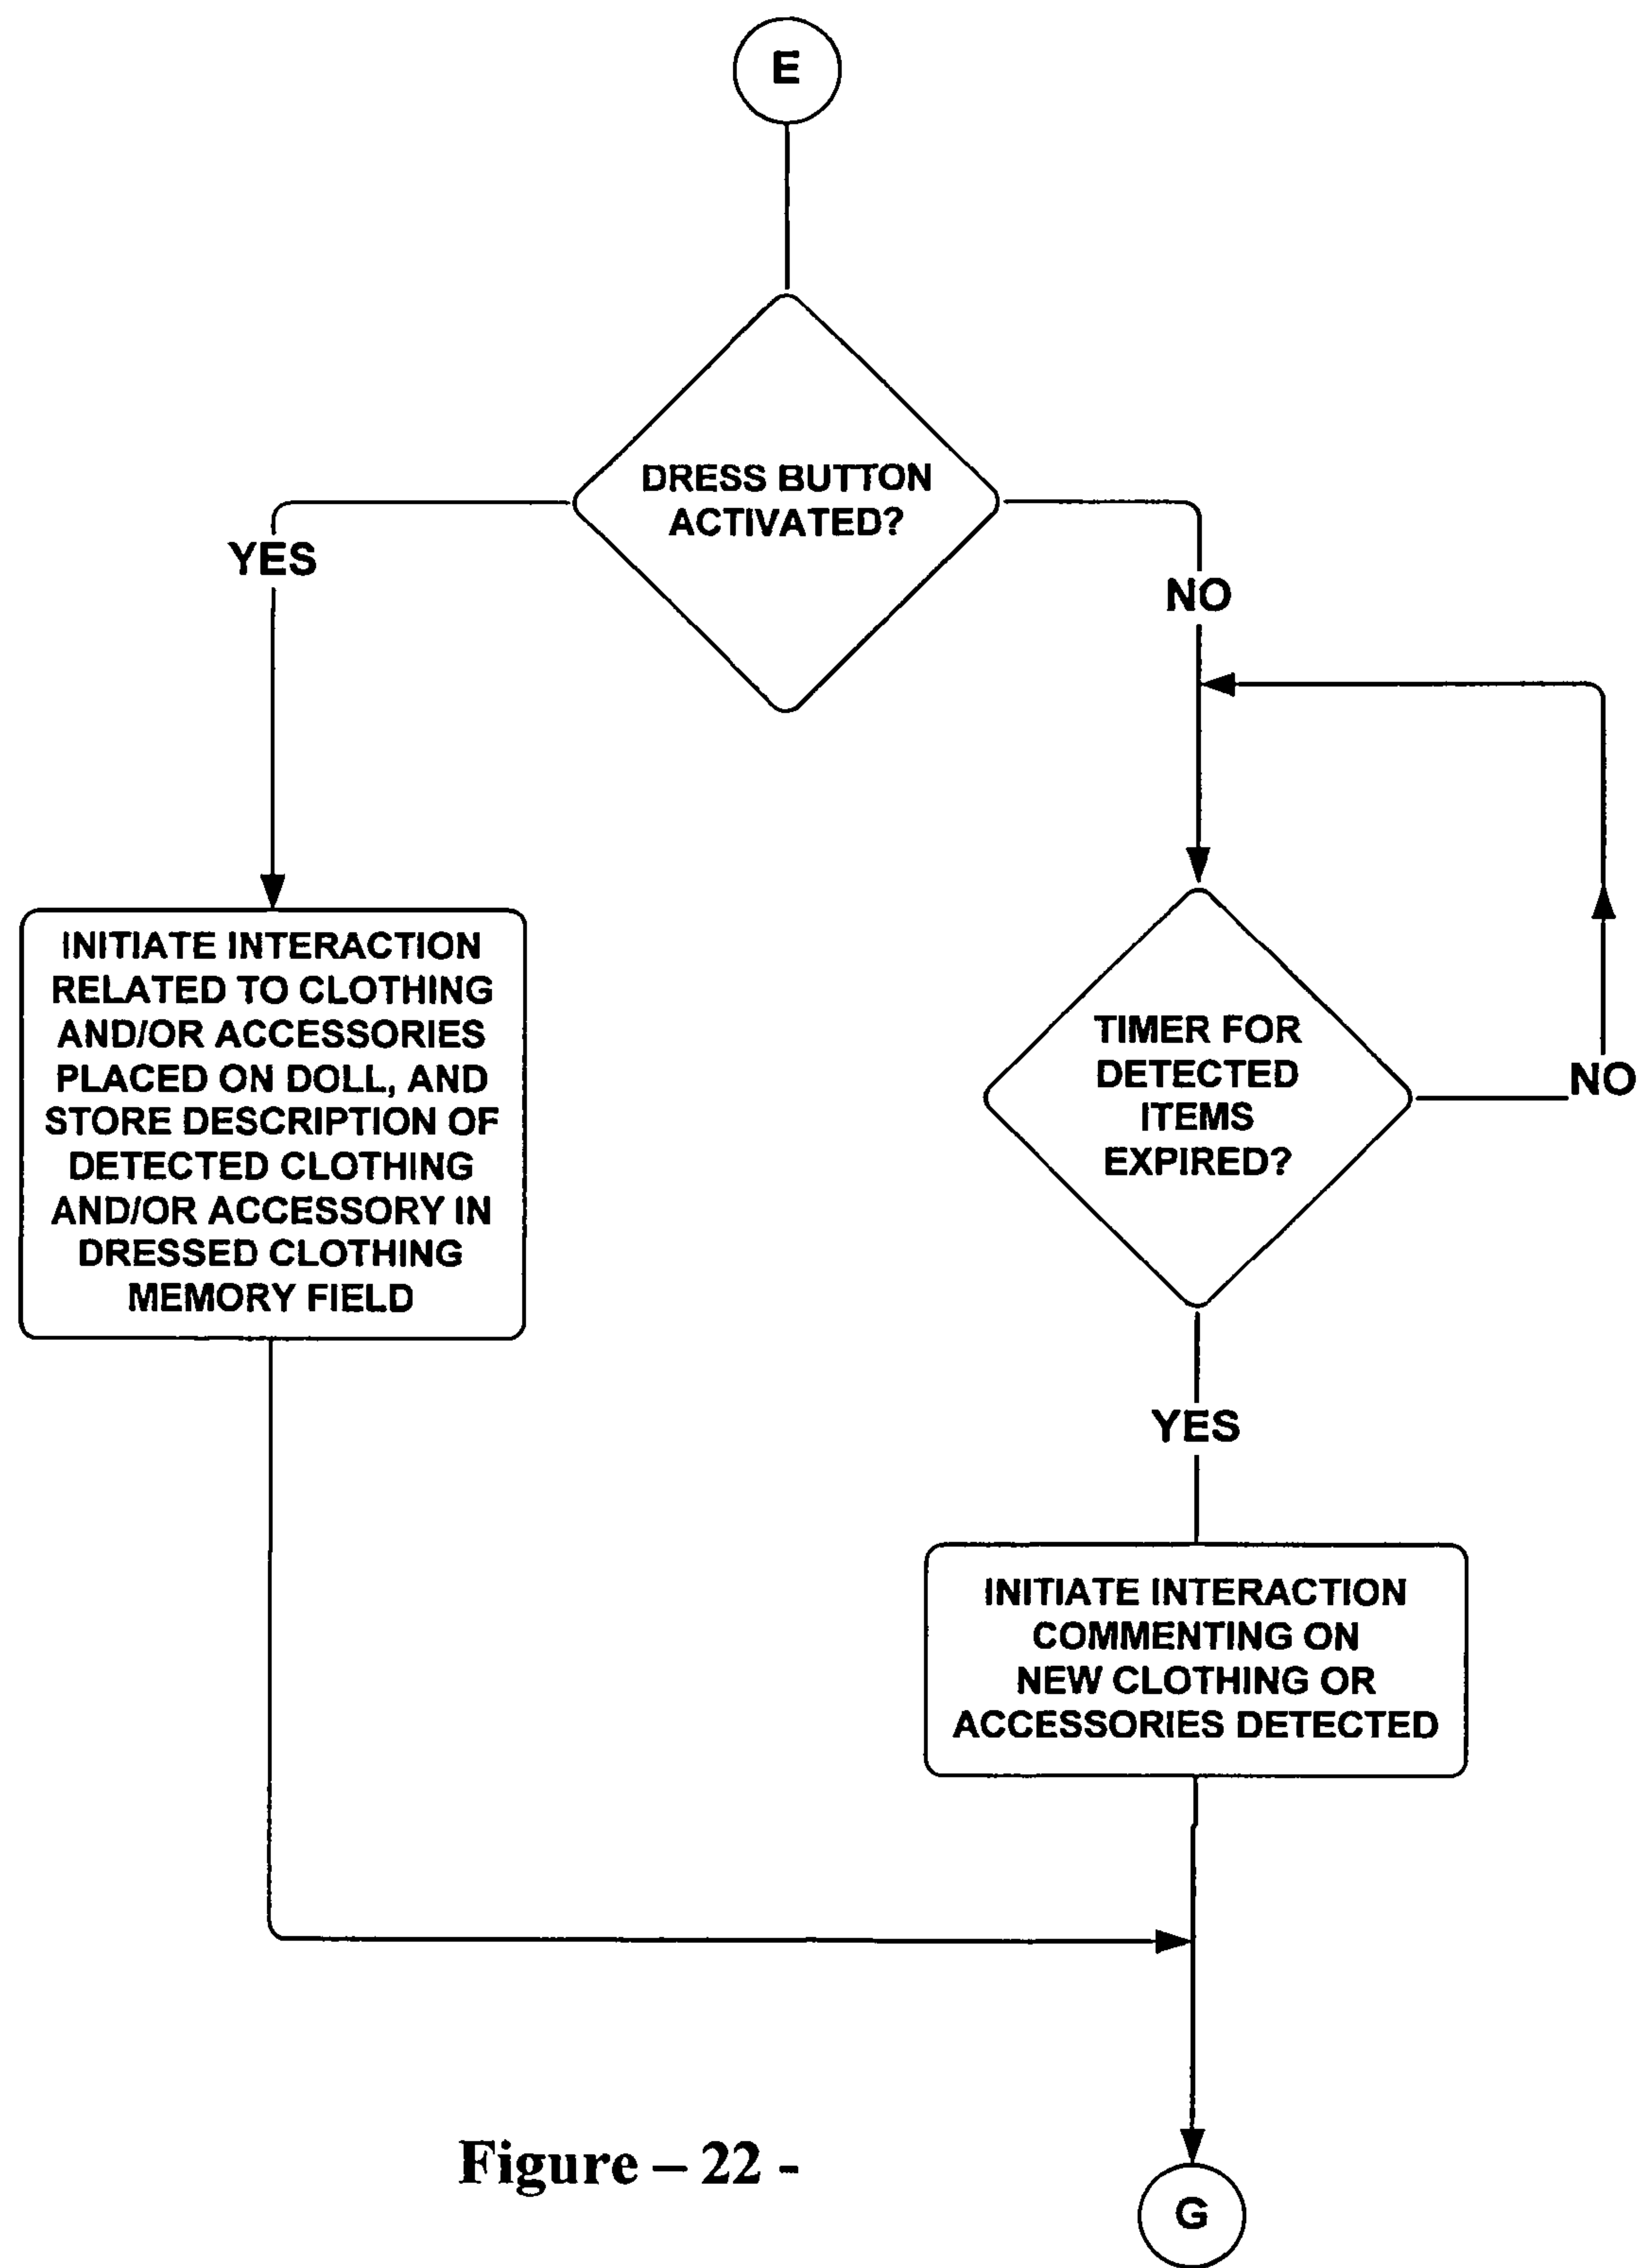 E
DRESS BUTTON
ACTIVATED?
YES
NO
INITIATE INTERACTION
RELATED TO CLOTHING
AND/OR ACCESSORIES
PLACED ON DOLL, AND
STORE DESCRIPTION OF
DETECTED CLOTHING
AND/OR ACCESSORY IN
DRESSED CLOTHING
MEMORY FIELD
TIMER FOR
DETECTED
ITEMS
EXPIRED?
NO
YES
INITIATE INTERACTION
COMMENTING ON
NEW CLOTHING OR
ACCESSORIES DETECTED
Figure – 22 -
G